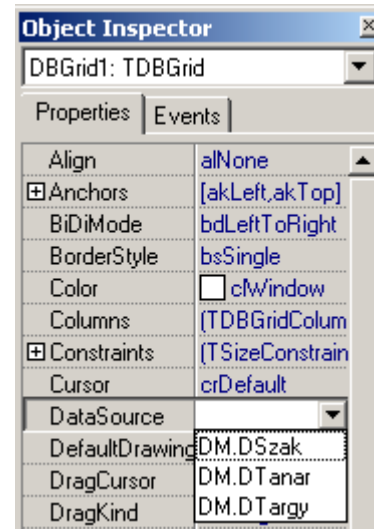 Object Inspector
DBGrid1: TDBGrid
Properties Events
Align alNone
Anchors [akLeft,akTop]
BiDiMode bdLeftToRight
BorderStyle bsSingle
Color clWindow
Columns (TDBGridColum
Constraints (TSizeConstrain
Cursor crDefault
DataSource
DefaultDrawing DM.DSzak
DragCursor DM.DTanar
DragKind DM.DTargy